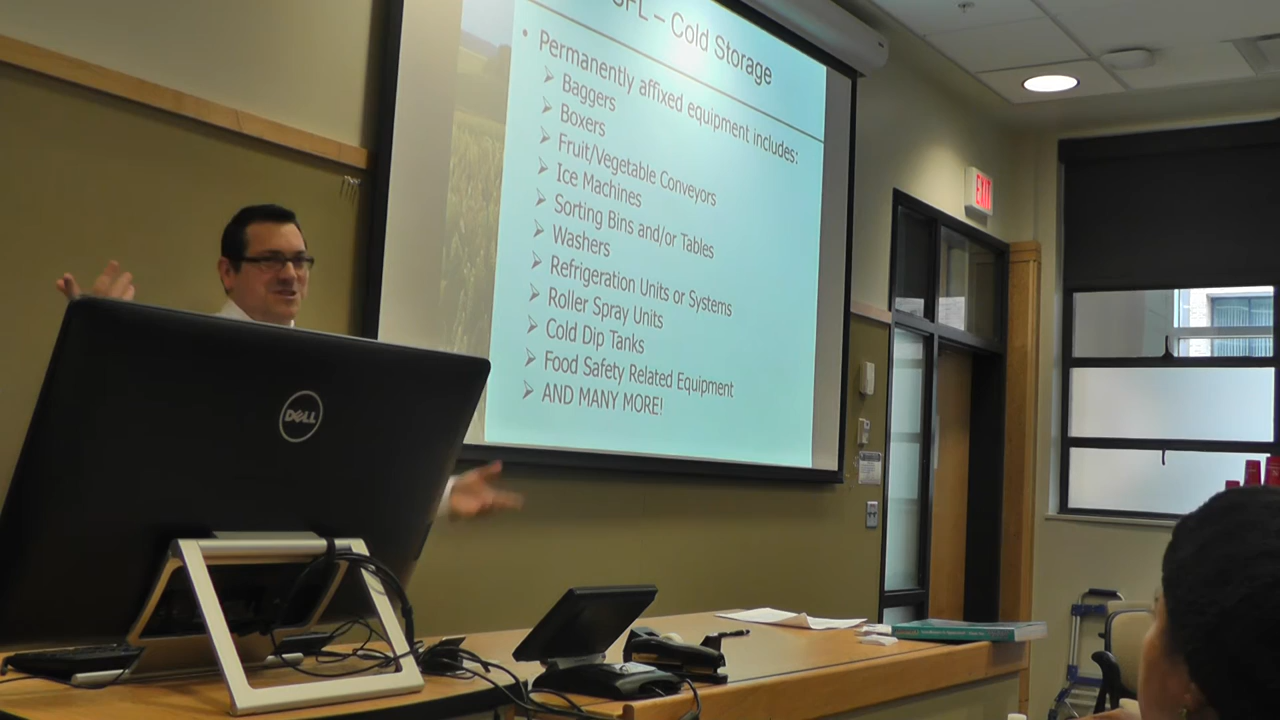 FL – Cold Storage
• Permanently affixed equipment includes:
➢ Baggers
➢ Boxers
➢ Fruit/Vegetable Conveyors
➢ Ice Machines
➢ Sorting Bins and/or Tables
➢ Washers
➢ Refrigeration Units or Systems
➢ Roller Spray Units
➢ Cold Dip Tanks
➢ Food Safety Related Equipment
➢ AND MANY MORE!
EXIT
DELL